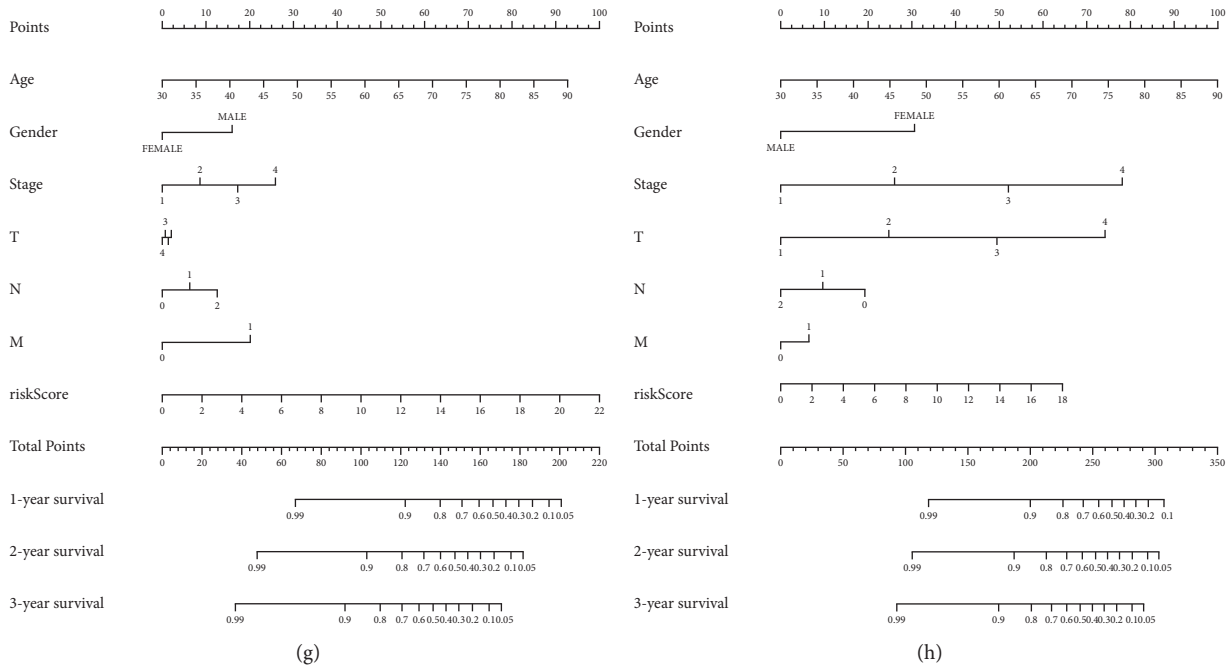 Points
0 10 20 30 40 50 60 70 80 90 100
Age
30 35 40 45 50 55 60 65 70 75 80 85 90
Gender
MALE
FEMALE
Stage
2 4
1 3
T
3
4
N
1
0 2
M
1
0
riskScore
0 2 4 6 8 10 12 14 16 18 20 22
Total Points
0 20 40 60 80 100 120 140 160 180 200 220
1-year survival
0.99 0.9 0.8 0.7 0.6 0.5 0.4 0.3 0.2 0.1 0.05
2-year survival
0.99 0.9 0.8 0.7 0.6 0.5 0.4 0.3 0.2 0.1 0.05
3-year survival
0.99 0.9 0.8 0.7 0.6 0.5 0.4 0.3 0.2 0.1 0.05
(g)
Points
0 10 20 30 40 50 60 70 80 90 100
Age
30 35 40 45 50 55 60 65 70 75 80 85 90
Gender
FEMALE
MALE
Stage
2 4
1 3
T
2 4
1 3
N
1
2 0
M
1
0
riskScore
0 2 4 6 8 10 12 14 16 18
Total Points
0 50 100 150 200 250 300 350
1-year survival
0.99 0.9 0.8 0.7 0.6 0.5 0.4 0.3 0.2 0.1
2-year survival
0.99 0.9 0.8 0.7 0.6 0.5 0.4 0.3 0.2 0.1 0.05
3-year survival
0.99 0.9 0.8 0.7 0.6 0.5 0.4 0.3 0.2 0.1 0.05
(h)